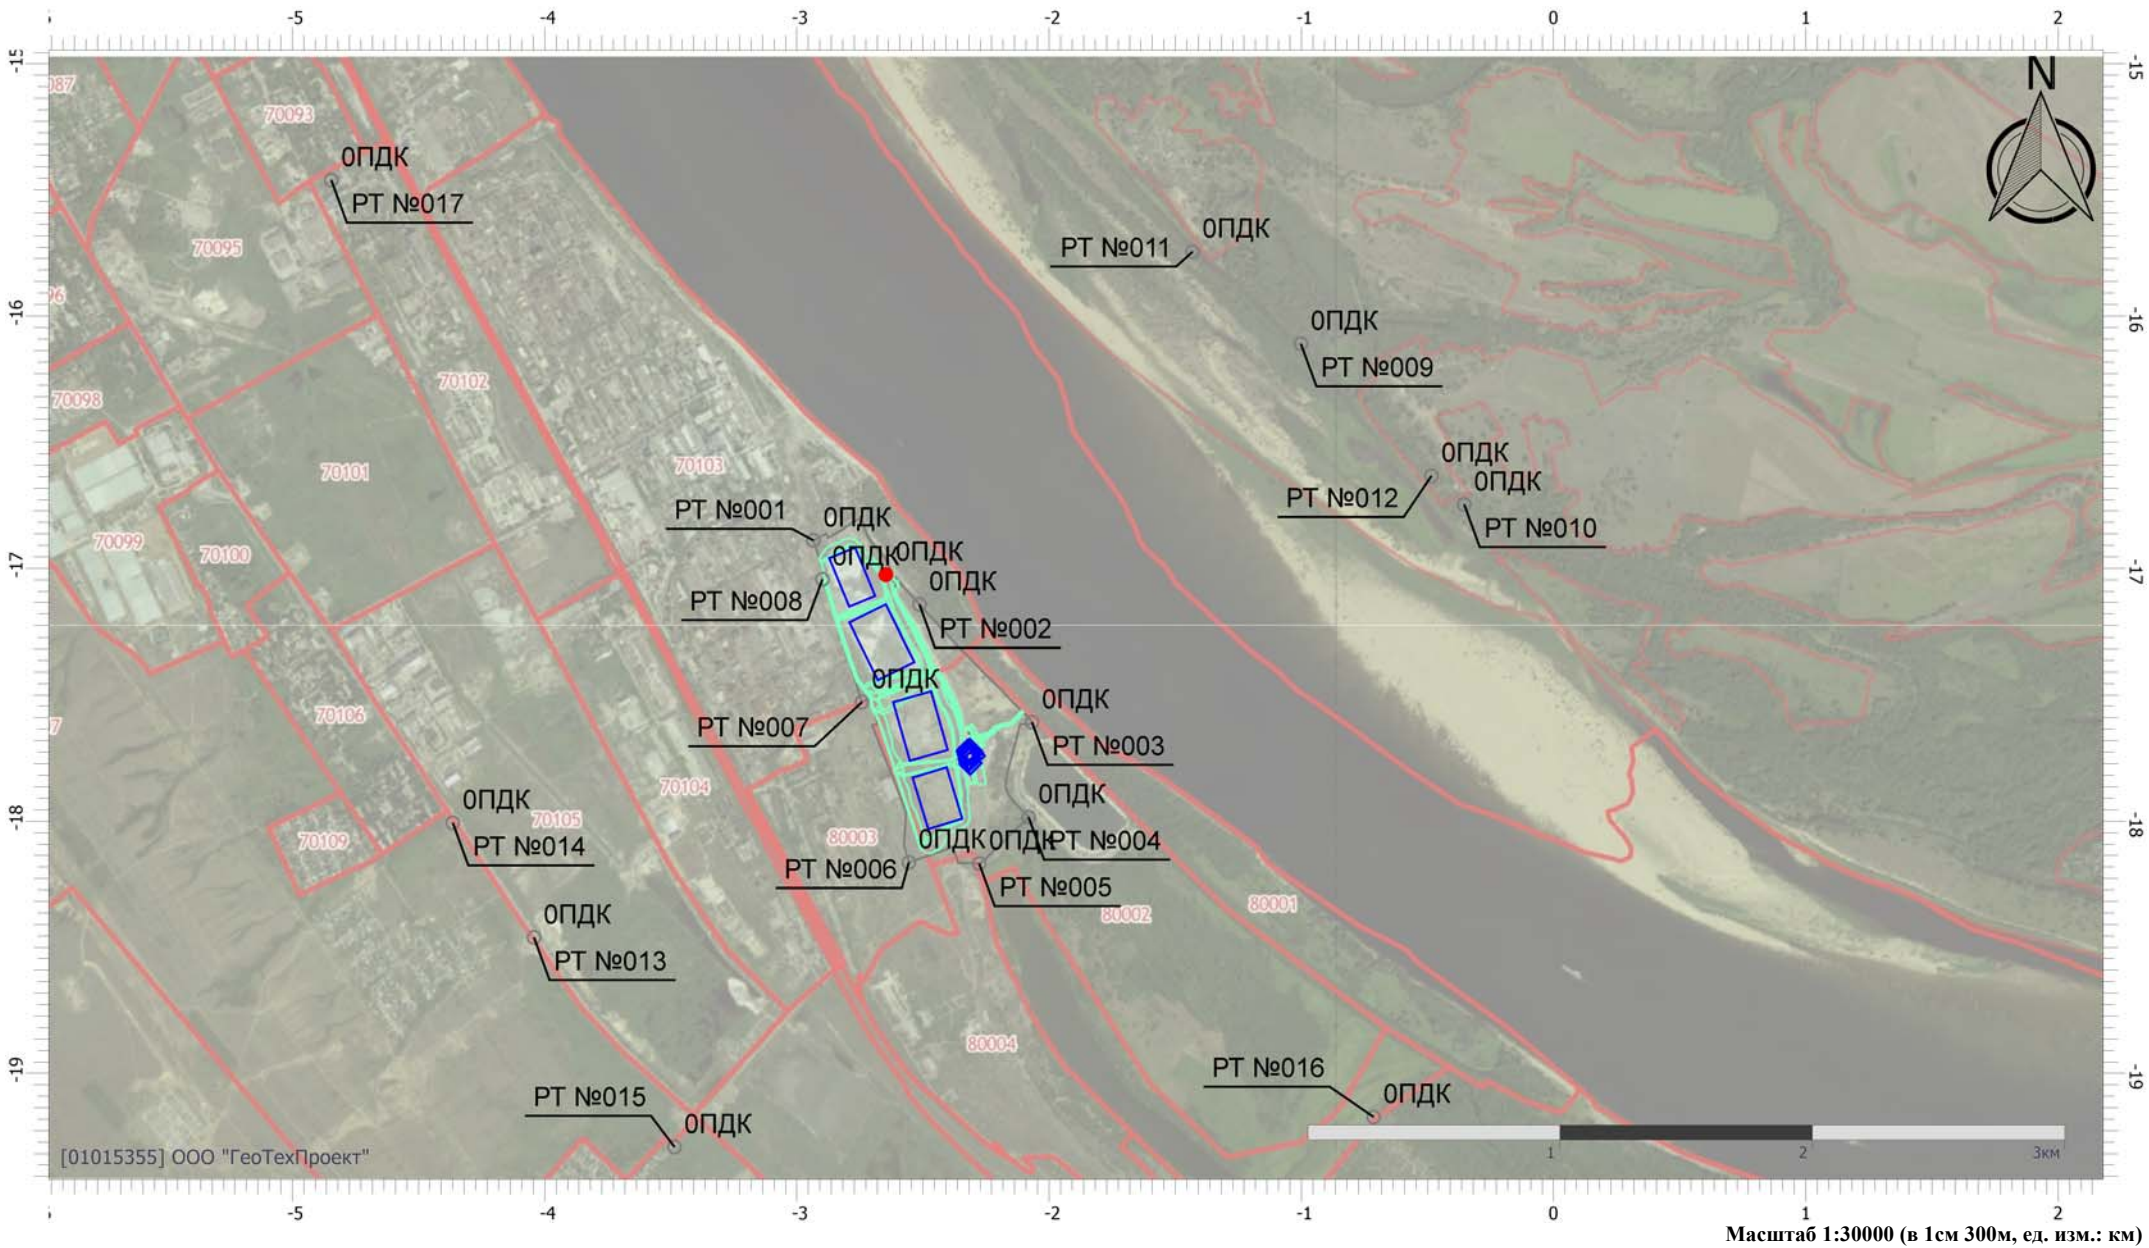 -5 -4 -3 -2 -1 0 1 2
-15 -15
N
70093
0ПДК
РТ №017
70095
0ПДК
РТ №011
-16 -16
0ПДК
РТ №009
70102
70098
0ПДК
70103
70101
0ПДК
РТ №012
РТ №001
0ПДК
РТ №010
70099
70100
0ПДК 0ПДК
-17 -17
0ПДК
РТ №008
РТ №002
0ПДК
0ПДК
70106
РТ №007
РТ №003
70104
0ПДК
0ПДК
70105
-18 -18
80003
70109
РТ №014
0ПДК 0ПДК РТ №004
РТ №006
РТ №005
80001
80002
0ПДК
РТ №013
80004
-19 -19
РТ №016
0ПДК
РТ №015
0ПДК
[01015355] ООО "ГеоТехПроект"
1 2 3км
-5 -4 -3 -2 -1 0 1 2
Масштаб 1:30000 (в 1см 300м, ед. изм.: км)